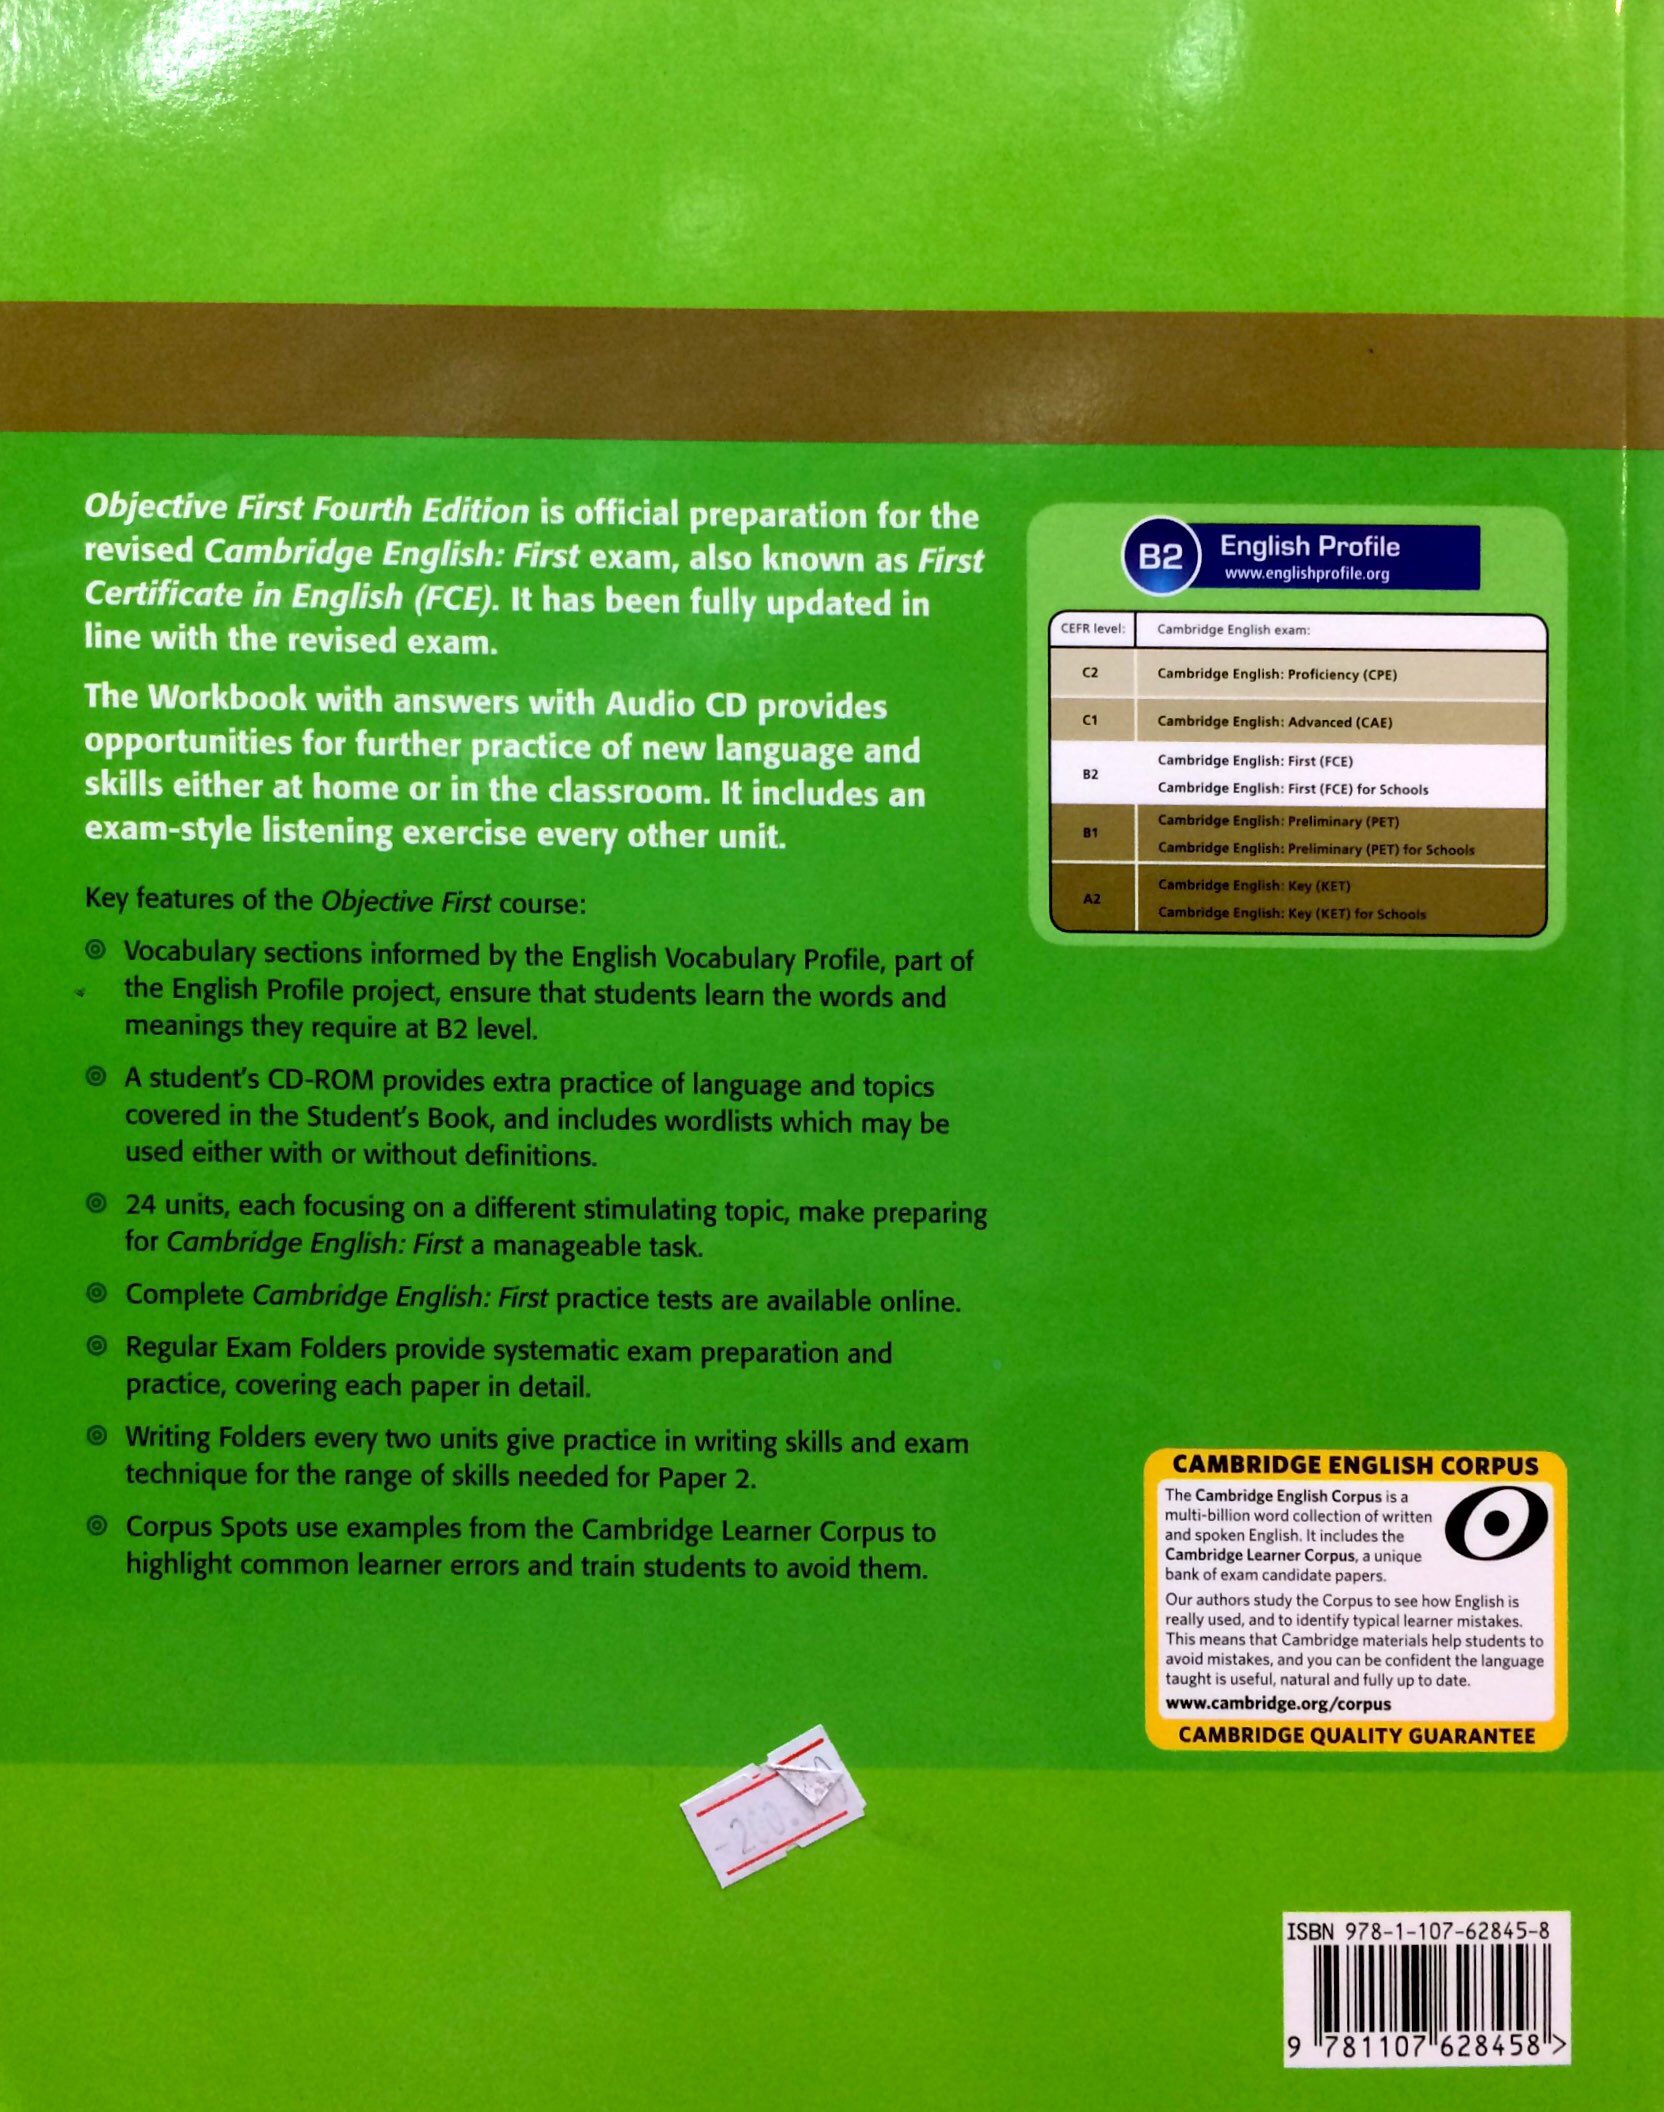 Objective First Fourth Edition is official preparation for the
revised Cambridge English: First exam, also known as First
Certificate in English (FCE). It has been fully updated in
line with the revised exam.
The Workbook with answers with Audio CD provides
opportunities for further practice of new language and
skills either at home or in the classroom. It includes an
exam-style listening exercise every other unit.
Key features of the Objective First course:
Vocabulary sections informed by the English Vocabulary Profile, part of
the English Profile project, ensure that students learn the words and
meanings they require at B2 level.
A student's CD-ROM provides extra practice of language and topics
covered in the Student's Book, and includes wordlists which may be
used either with or without definitions.
24 units, each focusing on a different stimulating topic, make preparing
for Cambridge English: First a manageable task.
Complete Cambridge English: First practice tests are available online.
Regular Exam Folders provide systematic exam preparation and
practice, covering each paper in detail.
Writing Folders every two units give practice in writing skills and exam
technique for the range of skills needed for Paper 2.
Corpus Spots use examples from the Cambridge Learner Corpus to
highlight common learner errors and train students to avoid them.
B2 English Profile
www.englishprofile.org
CEFR level: Cambridge English exam:
C2 Cambridge English: Proficiency (CPE)
C1 Cambridge English: Advanced (CAE)
B2 Cambridge English: First (FCE)
Cambridge English: First (FCE) for Schools
B1 Cambridge English: Preliminary (PET)
Cambridge English: Preliminary (PET) for Schools
A2 Cambridge English: Key (KET)
Cambridge English: Key (KET) for Schools
CAMBRIDGE ENGLISH CORPUS
The Cambridge English Corpus is a
multi-billion word collection of written
and spoken English. It includes the
Cambridge Learner Corpus, a unique
bank of exam candidate papers.
Our authors study the Corpus to see how English is
really used, and to identify typical learner mistakes.
This means that Cambridge materials help students to
avoid mistakes, and you can be confident the language
taught is useful, natural and fully up to date.
www.cambridge.org/corpus
CAMBRIDGE QUALITY GUARANTEE
ISBN 978-1-107-62845-8
9 781107 628458 >